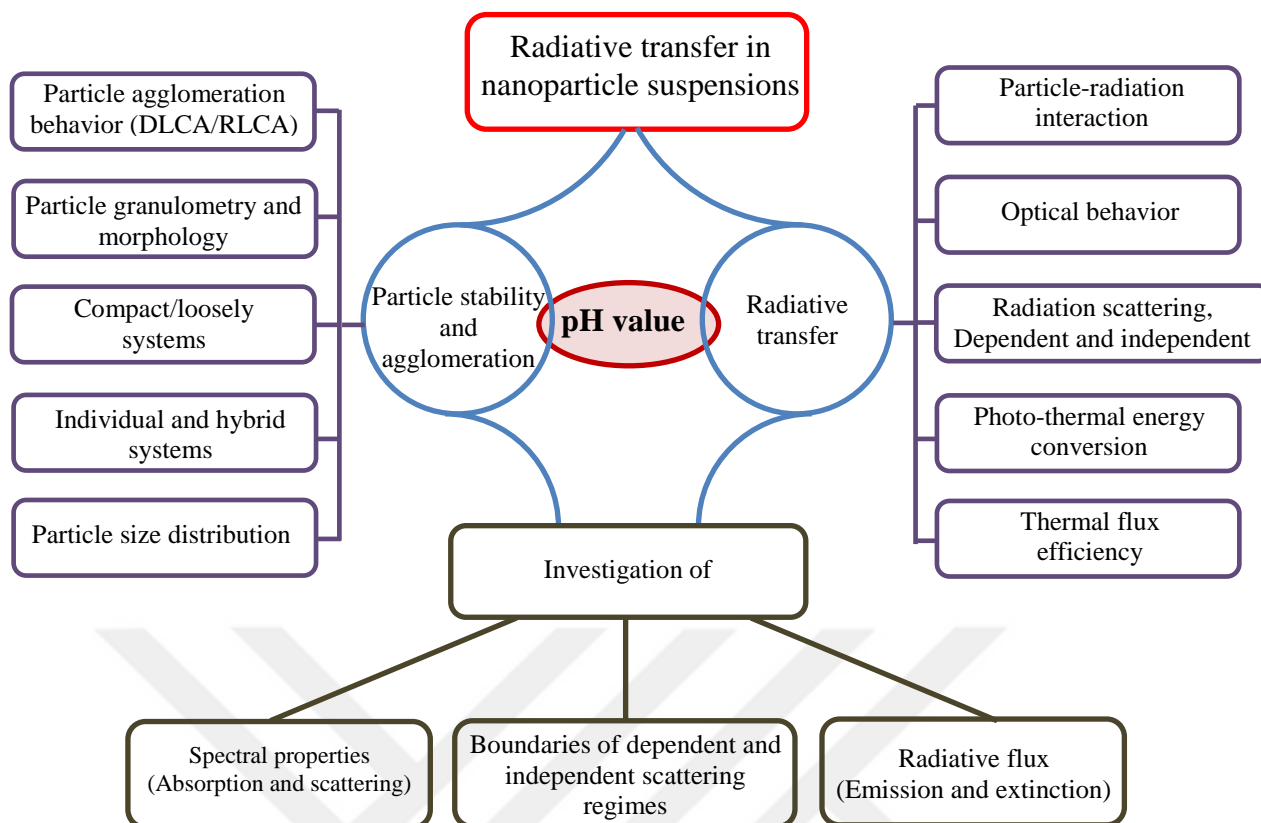 Radiative transfer in
nanoparticle suspensions
Particle agglomeration
behavior (DLCA/RLCA)
Particle granulometry and
morphology
Compact/loosely
systems
Individual and hybrid
systems
Particle size distribution
Particle stability
and
agglomeration
pH value
Radiative
transfer
Particle-radiation
interaction
Optical behavior
Radiation scattering,
Dependent and independent
Photo-thermal energy
conversion
Thermal flux
efficiency
Investigation of
Spectral properties
(Absorption and scattering)
Boundaries of dependent and
independent scattering
regimes
Radiative flux
(Emission and extinction)